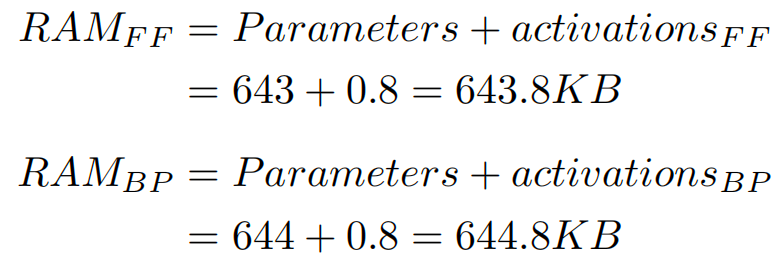 RAM_{FF} = Parameters + activations_{FF}
= 643 + 0.8 = 643.8KB
RAM_{BP} = Parameters + activations_{BP}
= 644 + 0.8 = 644.8KB